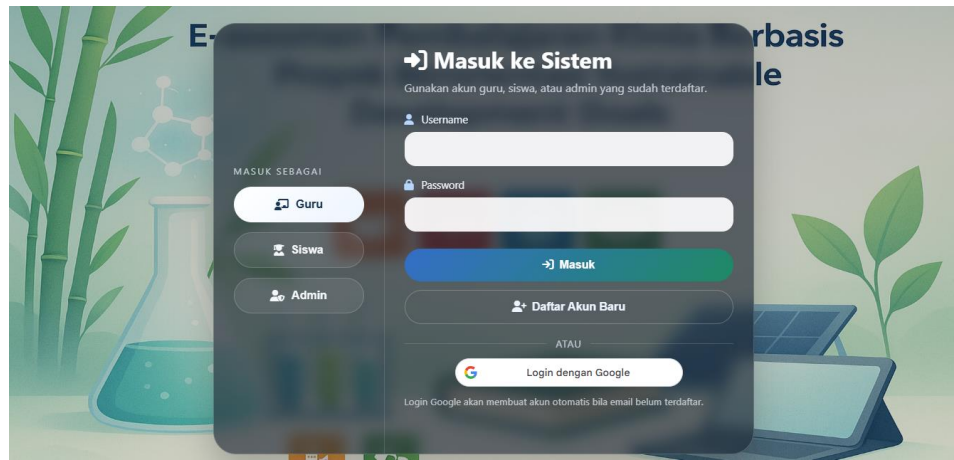 rbasis
le
Masuk ke Sistem
Gunakan akun guru, siswa, atau admin yang sudah terdaftar.
Username
Password
MASUK SEBAGAI
Guru
Siswa
Admin
Masuk
Daftar Akun Baru
ATAU
Login dengan Google
Login Google akan membuat akun otomatis bila email belum terdaftar.